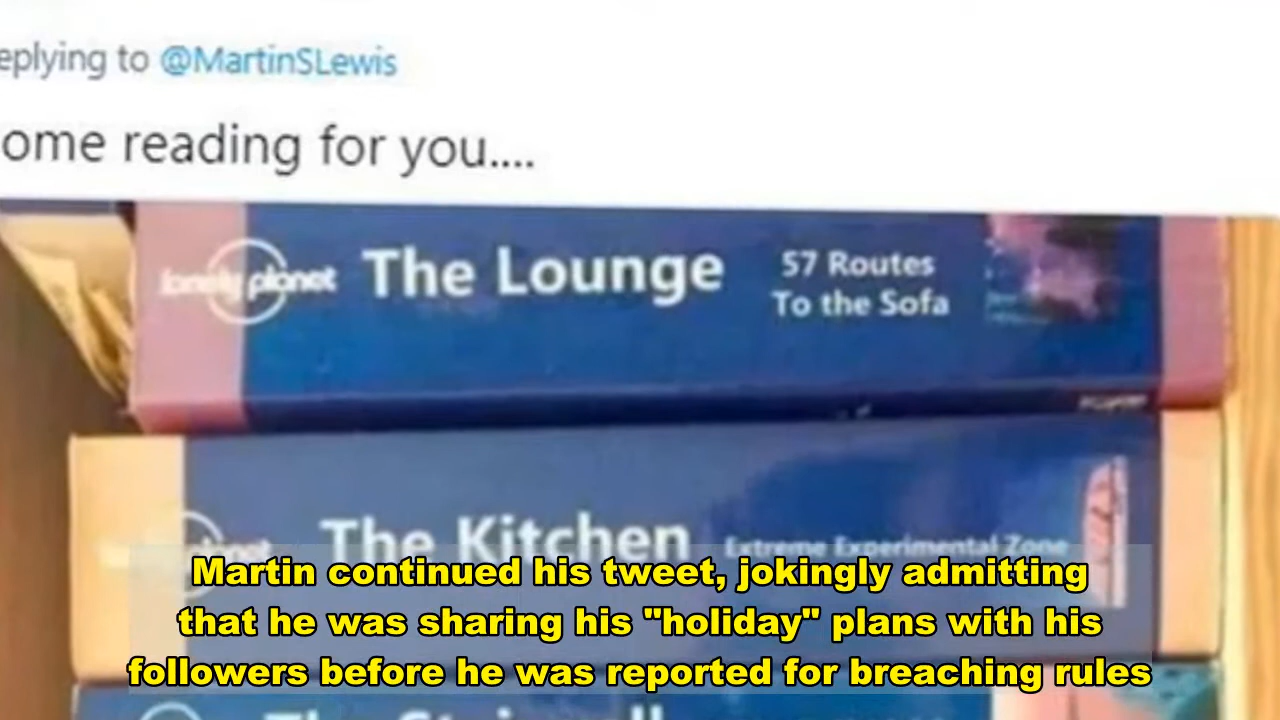 eplying to @MartinSLewis
ome reading for you....
lonely planet The Lounge 57 Routes
To the Sofa
The Kitchen Extreme Experimental Zone
Martin continued his tweet, jokingly admitting
that he was sharing his "holiday" plans with his
followers before he was reported for breaching rules